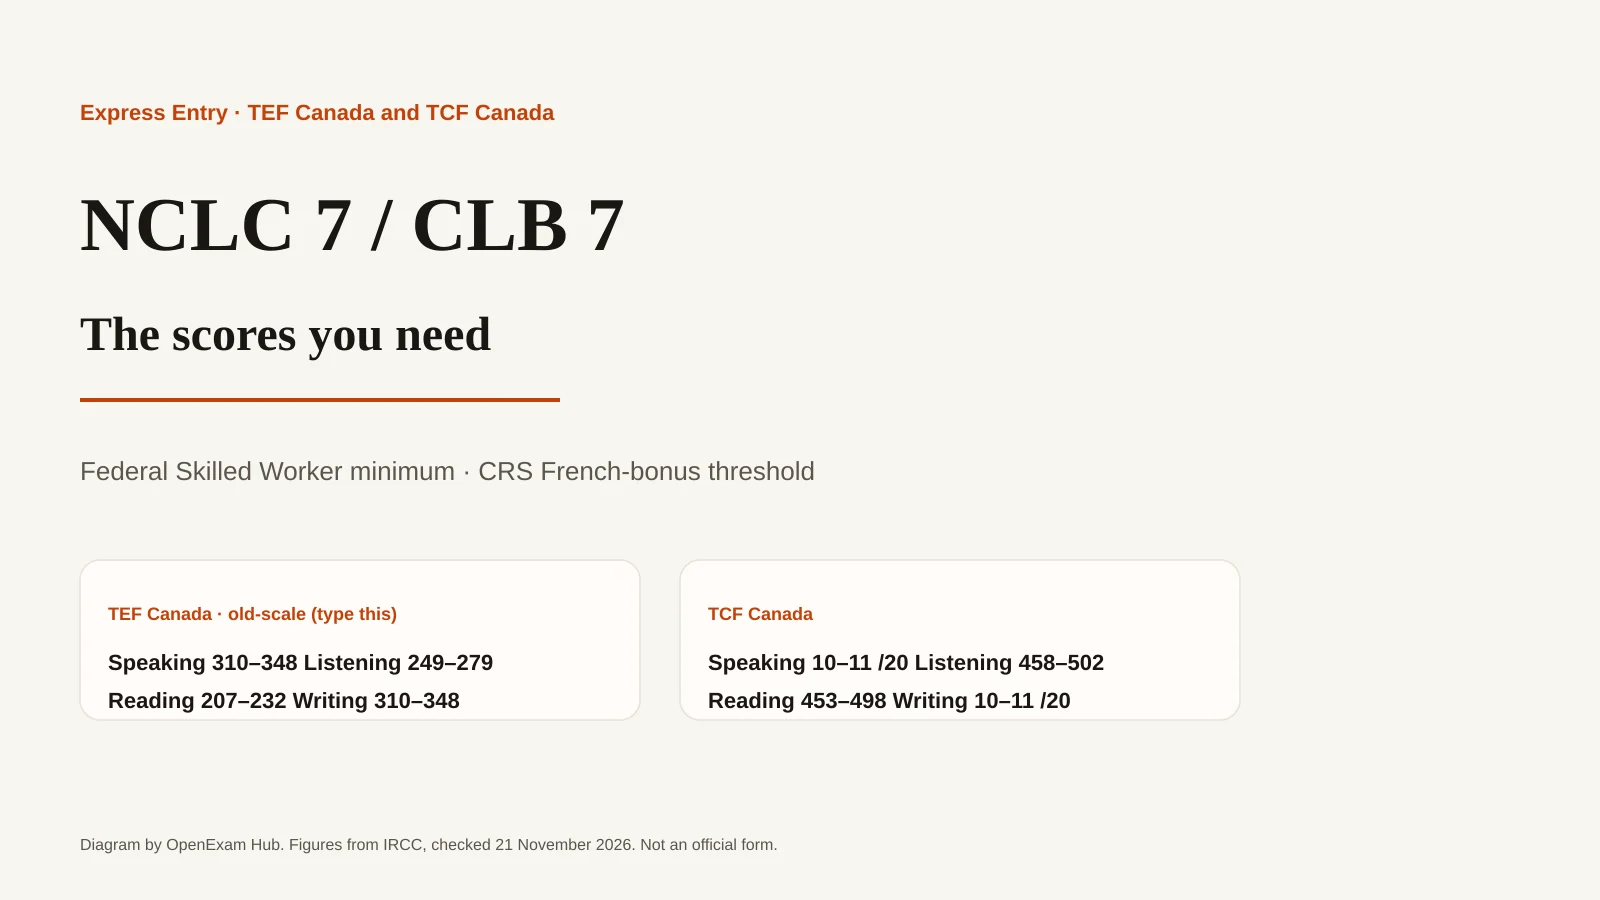 Express Entry · TEF Canada and TCF Canada
NCLC 7 / CLB 7
The scores you need
Federal Skilled Worker minimum · CRS French-bonus threshold
TEF Canada · old-scale (type this)
Speaking 310–348 Listening 249–279
Reading 207–232 Writing 310–348
TCF Canada
Speaking 10–11 /20 Listening 458–502
Reading 453–498 Writing 10–11 /20
Diagram by OpenExam Hub. Figures from IRCC, checked 21 November 2026. Not an official form.